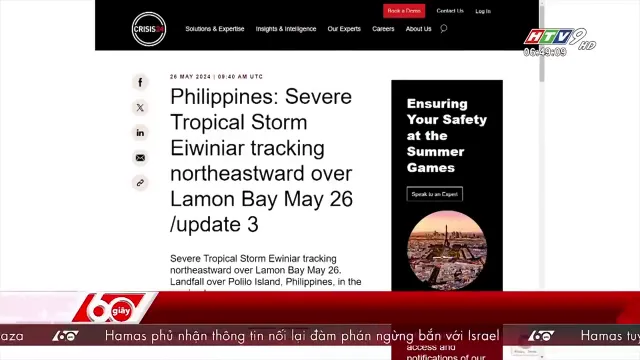 Book a Demo Contact Us Log In
CRISIS24
Solutions & Expertise Insights & Intelligence Our Experts Careers About Us
HTV9 HD
06:49:09
26 MAY 2024 | 09:40 AM UTC
Philippines: Severe
Tropical Storm
Eiwiniar tracking
northeastward over
Lamon Bay May 26
/update 3
Severe Tropical Storm Ewiniar tracking
northeastward over Lamon Bay May 26.
Landfall over Polilo Island, Philippines, in the
Ensuring
Your Safety
at the
Summer
Games
Speak to an Expert
access and
notifications of our
60 giây
aza 60 Hamas phủ nhận thông tin nối lại đàm phán ngừng bắn với Israel 60 Hamas tu